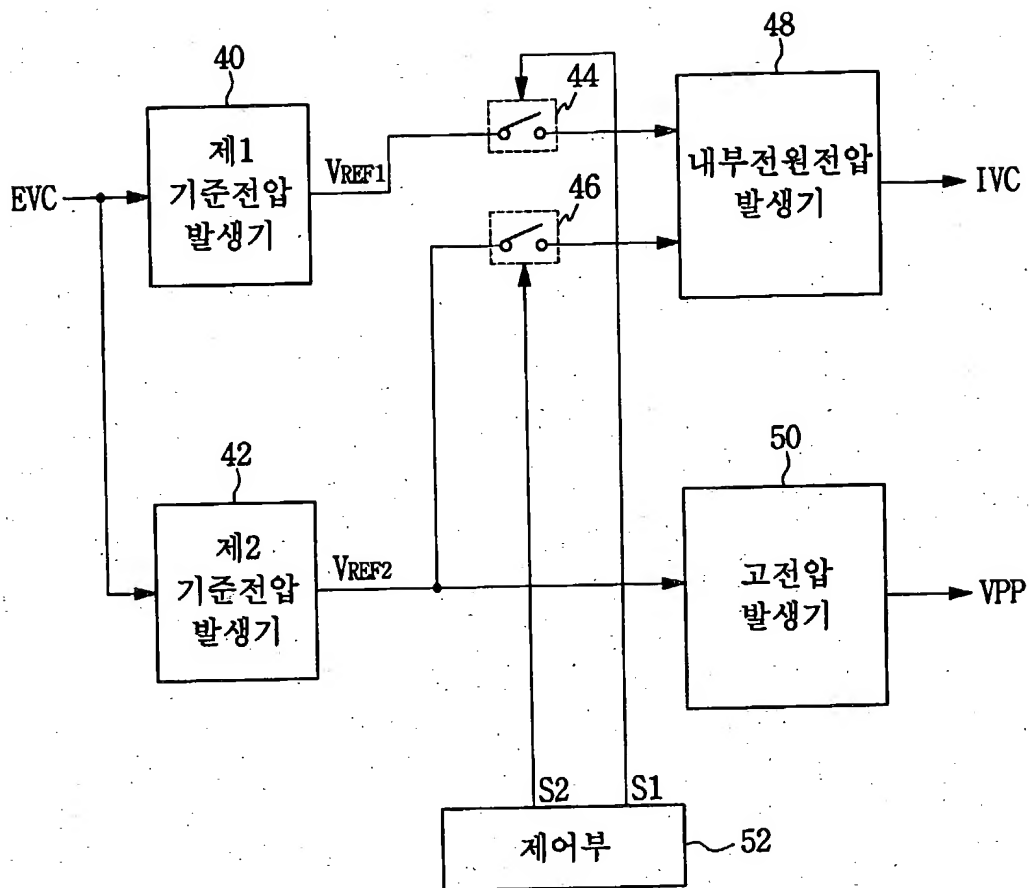 40
제1
기준전압
발생기
EVC
VREF1
44
46
48
내부전원전압
발생기
IVC
42
제2
기준전압
발생기
VREF2
50
고전압
발생기
VPP
S2
S1
제어부
52